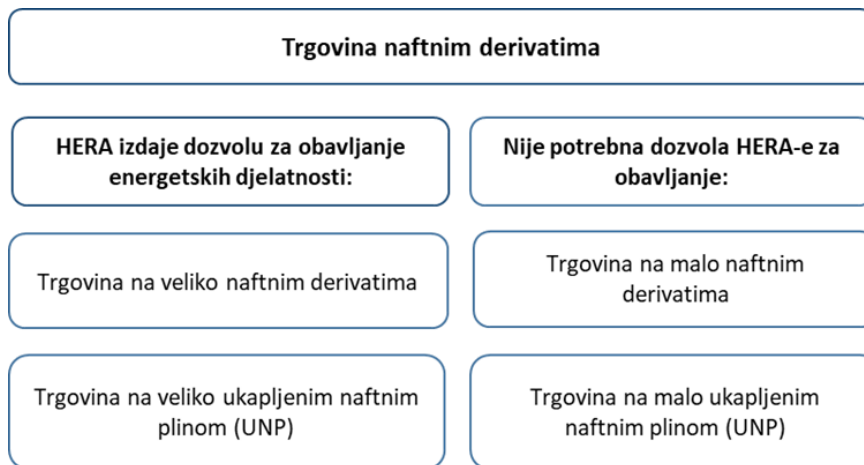 Trgovina naftnim derivatima
HERA izdaje dozvolu za obavljanje
energetskih djelatnosti:
Nije potrebna dozvola HERA-e za
obavljanje:
Trgovina na veliko naftnim derivatima
Trgovina na malo naftnim
derivatima
Trgovina na veliko ukapljenim naftnim
plinom (UNP)
Trgovina na malo ukapljenim
naftnim plinom (UNP)